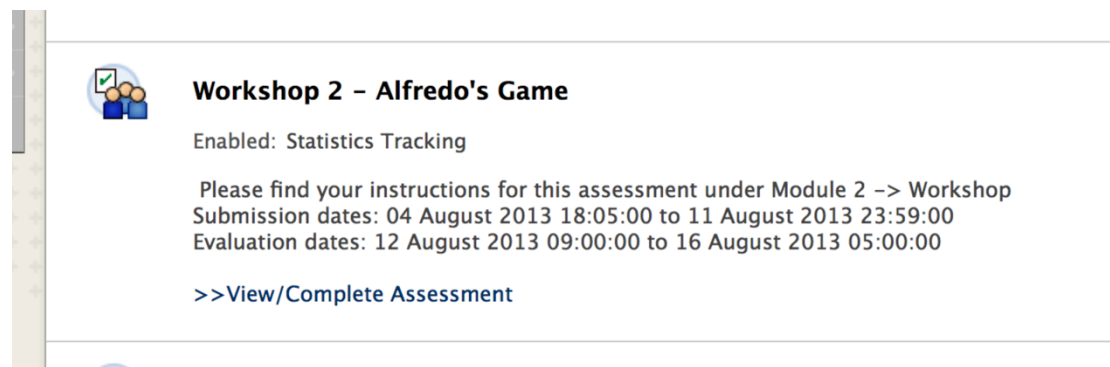 Workshop 2 – Alfredo's Game
Enabled: Statistics Tracking
Please find your instructions for this assessment under Module 2 –> Workshop
Submission dates: 04 August 2013 18:05:00 to 11 August 2013 23:59:00
Evaluation dates: 12 August 2013 09:00:00 to 16 August 2013 05:00:00
>>View/Complete Assessment